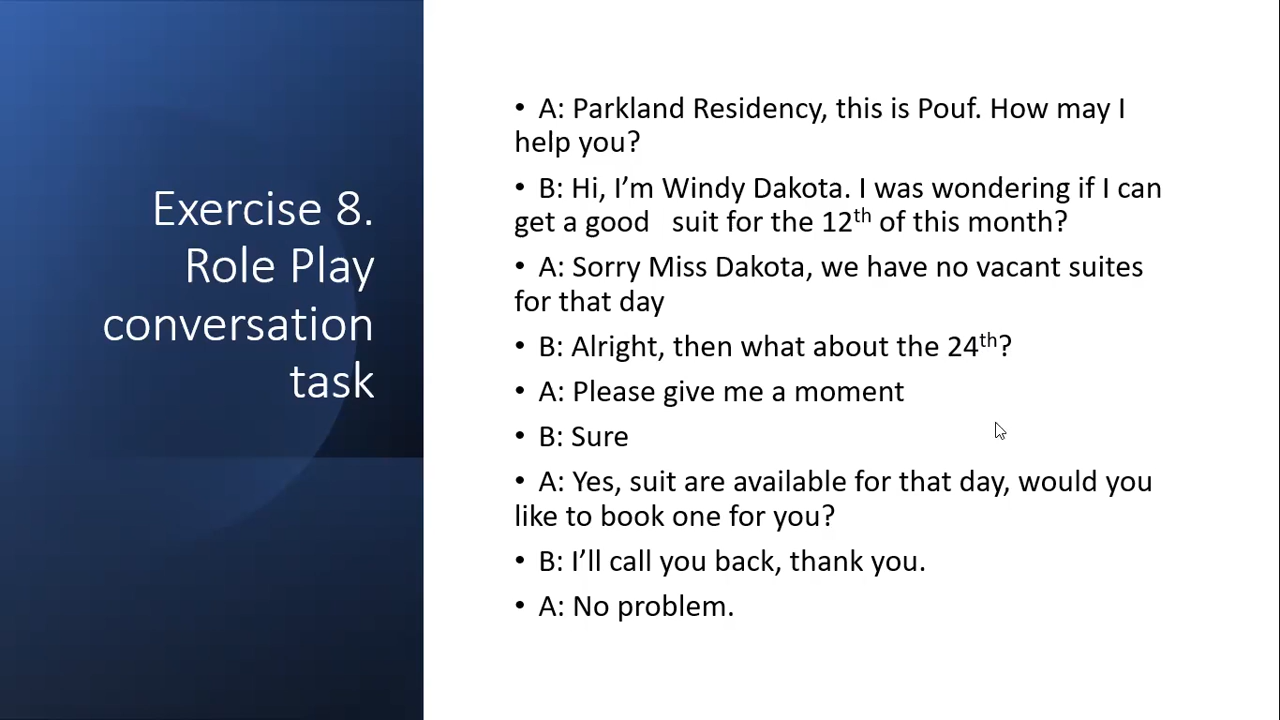 Exercise 8.
Role Play
conversation
task
• A: Parkland Residency, this is Pouf. How may I
help you?
• B: Hi, I’m Windy Dakota. I was wondering if I can
get a good   suit for the 12th of this month?
• A: Sorry Miss Dakota, we have no vacant suites
for that day
• B: Alright, then what about the 24th?
• A: Please give me a moment
• B: Sure
• A: Yes, suit are available for that day, would you
like to book one for you?
• B: I’ll call you back, thank you.
• A: No problem.